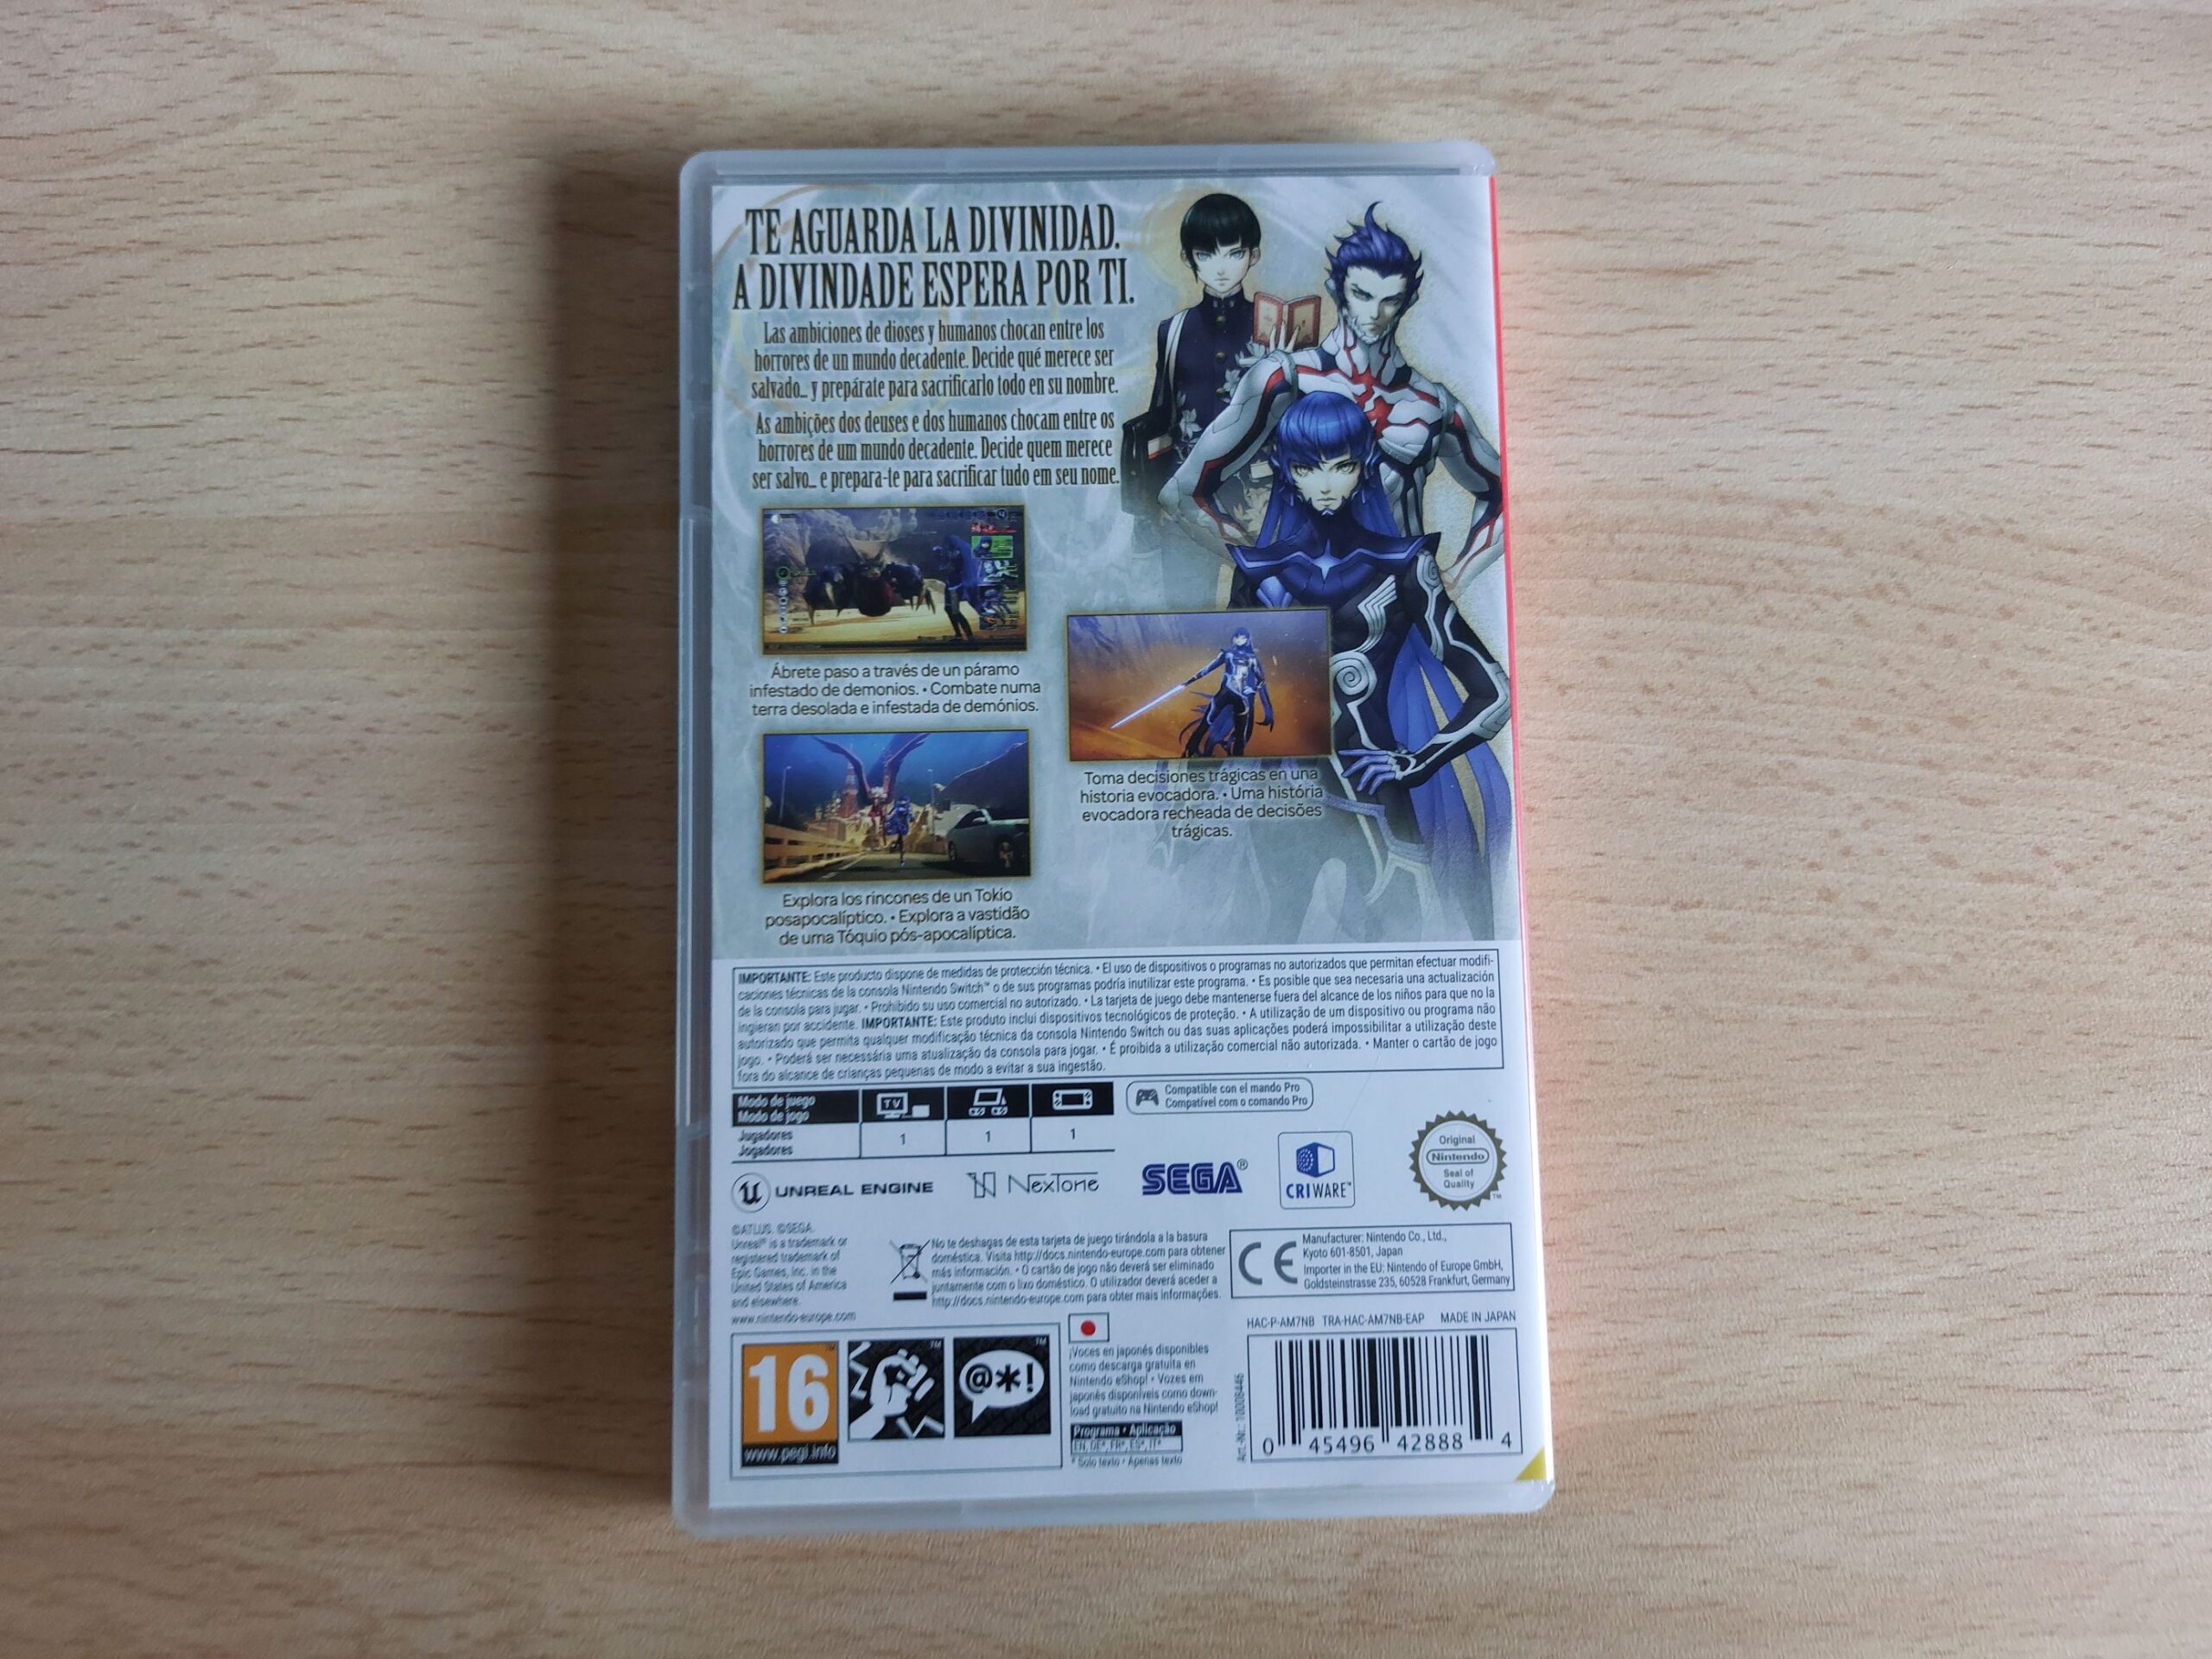 TE AGUARDA LA DIVINIDAD.
A DIVINDADE ESPERA POR TI.
Las ambiciones de dioses y humanos chocan entre los
horrores de un mundo decadente. Decide qué merece ser
salvado... y prepárate para sacrificarlo todo en su nombre.
As ambições dos deuses e dos humanos chocam entre os
horrores de um mundo decadente. Decide quem merece
ser salvo... e prepara-te para sacrificar tudo em seu nome.
Ábrete paso a través de un páramo
infestado de demonios. • Combate numa
terra desolada e infestada de demónios.
Toma decisiones trágicas en una
historia evocadora. • Uma história
evocadora recheada de decisões
trágicas.
Explora los rincones de un Tokio
posapocalíptico. • Explora a vastidão
de uma Tóquio pós-apocalíptica.
IMPORTANTE: Este producto dispone de medidas de protección técnica. • El uso de dispositivos o programas no autorizados que permitan efectuar modifi-
caciones técnicas de la consola Nintendo Switch™ o de sus programas podría inutilizar este programa. • Es posible que sea necesaria una actualización
de la consola para jugar. • Prohibido su uso comercial no autorizado. • La tarjeta de juego debe mantenerse fuera del alcance de los niños para que no la
ingieran por accidente. IMPORTANTE: Este produto inclui dispositivos tecnológicos de proteção. • A utilização de um dispositivo ou programa não
autorizado que permita qualquer modificação técnica da consola Nintendo Switch ou das suas aplicações poderá impossibilitar a utilização deste
jogo. • Poderá ser necessária uma atualização da consola para jogar. • É proibida a utilização comercial não autorizada. • Manter o cartão de jogo
fora do alcance de crianças pequenas de modo a evitar a sua ingestão.
Modo de juego
Modo de jogo
TV
Compatible con el mando Pro
Compatível com o comando Pro
Jugadores
Jogadores
1 1 1
UNREAL ENGINE
NexTone
SEGA®
CRIWARE™
Original
Nintendo
Seal of
Quality
TM
©ATLUS. ©SEGA.
Unreal® is a trademark or
registered trademark of
Epic Games, Inc. in the
United States of America
and elsewhere.
www.nintendo-europe.com
No te deshagas de esta tarjeta de juego tirándola a la basura
doméstica. Visita http://docs.nintendo-europe.com para obtener
más información. • O cartão de jogo não deverá ser eliminado
juntamente com o lixo doméstico. O utilizador deverá aceder a
http://docs.nintendo-europe.com para obter mais informações.
CE
Manufacturer: Nintendo Co., Ltd.,
Kyoto 601-8501, Japan
Importer in the EU: Nintendo of Europe GmbH,
Goldsteinstrasse 235, 60528 Frankfurt, Germany
HAC-P-AM7NB TRA-HAC-AM7NB-EAP MADE IN JAPAN
16
www.pegi.info
TM
@*!
TM
¡Voces en japonés disponibles
como descarga gratuita en
Nintendo eShop! • Vozes em
japonês disponíveis como down-
load gratuito na Nintendo eShop!
Programa • Aplicação
EN, DE*, FR*, ES*, IT*
* Solo texto • Apenas texto
Art.-Nr.: 10008446
0 45496 42888 4